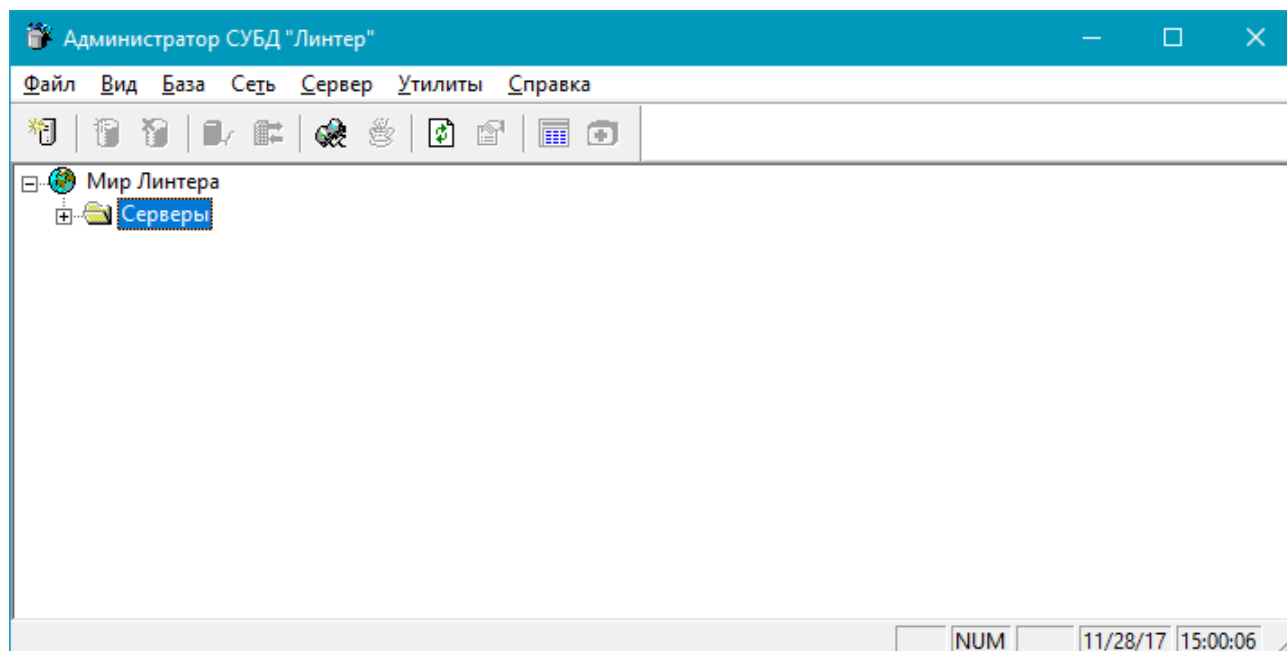 Администратор СУБД "Линтер"
Файл Вид База Сеть Сервер Утилиты Справка
Мир Линтера
Серверы
NUM 11/28/17 15:00:06